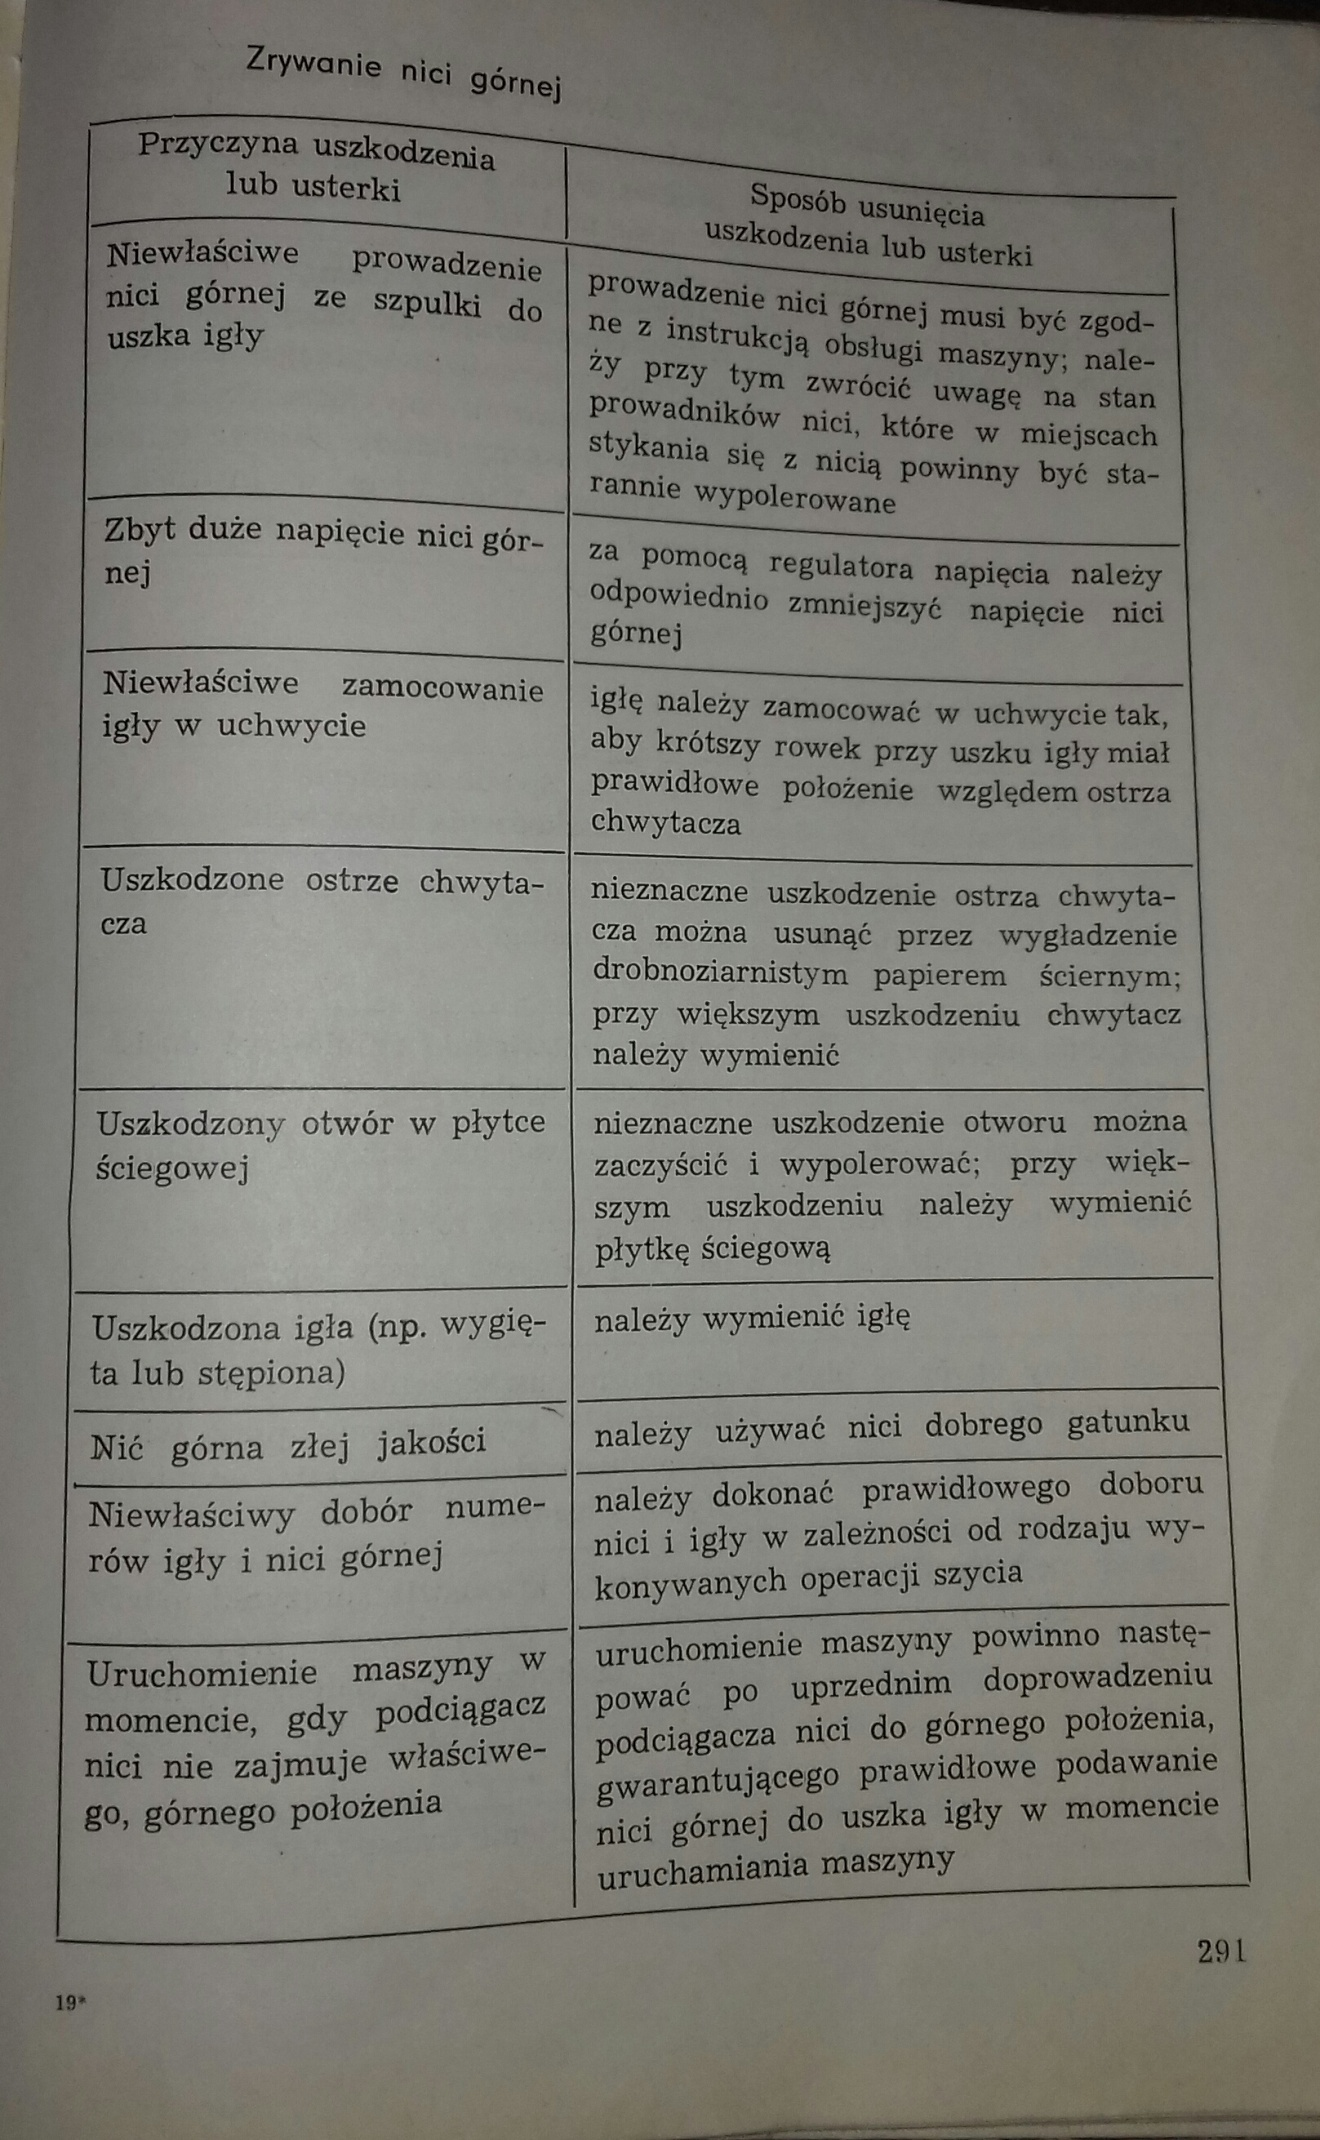 Zrywanie nici górnej
Przyczyna uszkodzenia
lub usterki
Sposób usunięcia
uszkodzenia lub usterki
Niewłaściwe prowadzenie
nici górnej ze szpulki do
uszka igły
prowadzenie nici górnej musi być zgod-
ne z instrukcją obsługi maszyny; nale-
ży przy tym zwrócić uwagę na stan
prowadników nici, które w miejscach
stykania się z nicią powinny być sta-
rannie wypolerowane
Zbyt duże napięcie nici gór-
nej
za pomocą regulatora napięcia należy
odpowiednio zmniejszyć napięcie nici
górnej
Niewłaściwe zamocowanie
igły w uchwycie
igłę należy zamocować w uchwycie tak,
aby krótszy rowek przy uszku igły miał
prawidłowe położenie względem ostrza
chwytacza
Uszkodzone ostrze chwyta-
cza
nieznaczne uszkodzenie ostrza chwyta-
cza można usunąć przez wygładzenie
drobnoziarnistym papierem ściernym;
przy większym uszkodzeniu chwytacz
należy wymienić
Uszkodzony otwór w płytce
ściegowej
nieznaczne uszkodzenie otworu można
zaczyścić i wypolerować; przy więk-
szym uszkodzeniu należy wymienić
płytkę ściegową
Uszkodzona igła (np. wygię-
ta lub stępiona)
należy wymienić igłę
Nić górna złej jakości
należy używać nici dobrego gatunku
Niewłaściwy dobór nume-
rów igły i nici górnej
należy dokonać prawidłowego doboru
nici i igły w zależności od rodzaju wy-
konywanych operacji szycia
Uruchomienie maszyny w
momencie, gdy podciągacz
nici nie zajmuje właściwe-
go, górnego położenia
uruchomienie maszyny powinno nastę-
pować po uprzednim doprowadzeniu
podciągacza nici do górnego położenia,
gwarantującego prawidłowe podawanie
nici górnej do uszka igły w momencie
uruchamiania maszyny
291
19*